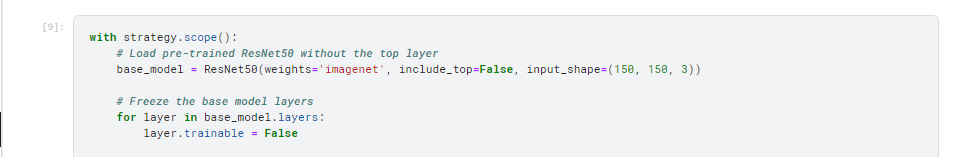 [9]:
with strategy.scope():
    # Load pre-trained ResNet50 without the top layer
    base_model = ResNet50(weights='imagenet', include_top=False, input_shape=(150, 150, 3))
    # Freeze the base model layers
    for layer in base_model.layers:
        layer.trainable = False